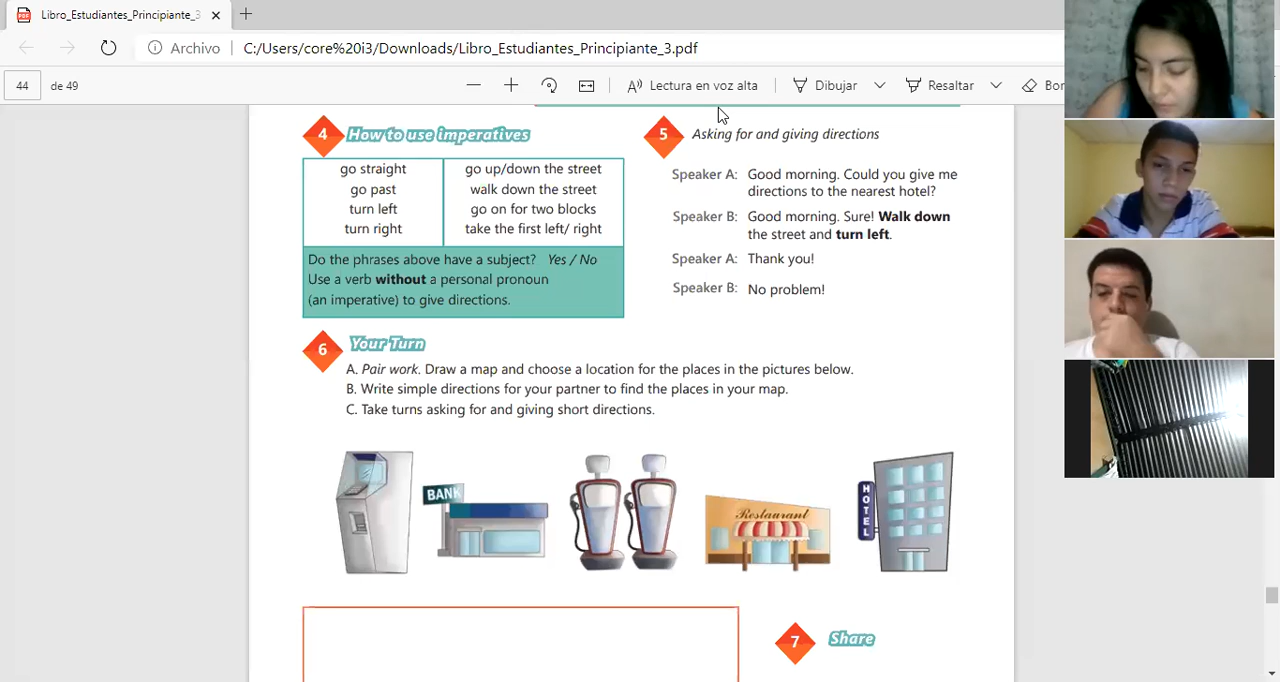 Libro_Estudiantes_Principiante_3
Archivo
C:/Users/core%20i3/Downloads/Libro_Estudiantes_Principiante_3.pdf
44
de 49
Lectura en voz alta
Dibujar
Resaltar
4
How to use imperatives
go straight
go past
turn left
turn right
go up/down the street
walk down the street
go on for two blocks
take the first left/ right
Do the phrases above have a subject? Yes / No
Use a verb without a personal pronoun
(an imperative) to give directions.
5
Asking for and giving directions
Speaker A: Good morning. Could you give me
directions to the nearest hotel?
Speaker B: Good morning. Sure! Walk down
the street and turn left.
Speaker A: Thank you!
Speaker B: No problem!
6
Your Turn
A. Pair work. Draw a map and choose a location for the places in the pictures below.
B. Write simple directions for your partner to find the places in your map.
C. Take turns asking for and giving short directions.
BANK
Restaurant
HOTEL
7
Share